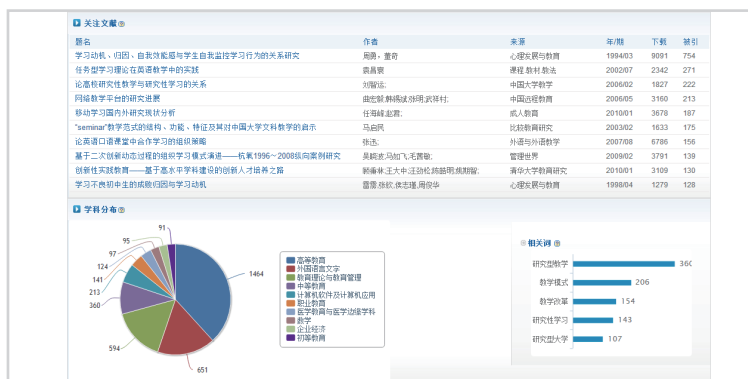 关注文献
题名 作者 来源 年/期 下载 被引
学习动机、归因、自我效能感与学生自我监控学习行为的关系研究 周勇，董奇 心理发展与教育 1994/03 9091 754
任务型学习理论在英语教学中的实践 袁昌寰 课程.教材.教法 2002/07 2342 271
论高校研究性教学与研究性学习的关系 刘智运; 中国大学教学 2006/02 1827 222
网络教学平台的研究进展 曲宏毅;韩锡斌;张明;武祥村; 中国远程教育 2006/05 3160 213
移动学习国内外研究现状分析 任海峰;赵君; 成人教育 2010/01 3678 187
"seminar"教学范式的结构、功能、特征及其对中国大学文科教学的启示 马启民 比较教育研究 2003/02 1633 175
论英语口语课堂中合作学习的组织策略 张迅; 外语与外语教学 2007/08 6786 156
基于二次创新动态过程的组织学习模式演进——杭氧1996～2008纵向案例研究 吴晓波;马如飞;毛茜敏; 管理世界 2009/02 3791 139
创新性实践教育——基于高水平学科建设的创新人才培养之路 赖绍聪;王大中;汪劲松;陈皓明;侯期智; 清华大学教育研究 2010/01 3109 130
学习不良初中生的成败归因与学习动机 雷雳,张钦,侯志瑾,周俊华 心理发展与教育 1998/04 1279 128
学科分布
91
95
97
124
141
213
360
594
651
1464
高等教育
外国语言文字
教育理论与教育管理
中等教育
计算机软件及计算机应用
职业教育
医学教育与医学边缘学科
数学
企业经济
初等教育
相关词
研究型教学 360
教学模式 206
教学改革 154
研究性学习 143
研究型大学 107